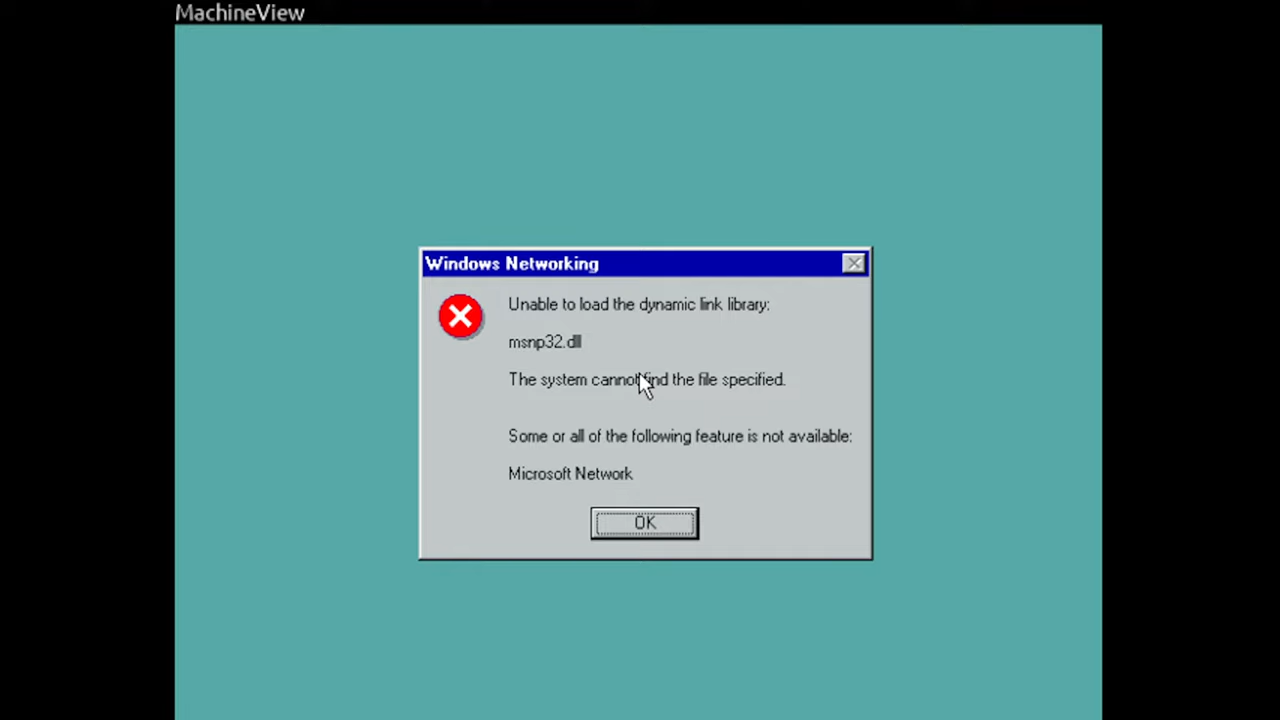 MachineView
Windows Networking
Unable to load the dynamic link library:
msnp32.dll
The system cannot find the file specified.
Some or all of the following feature is not available:
Microsoft Network
OK